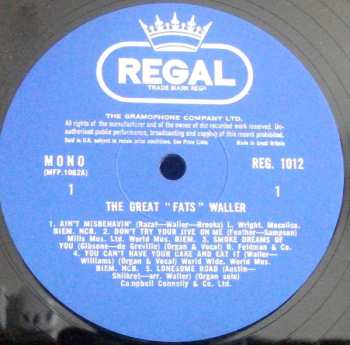 REGAL
TRADE MARK REGD
THE GRAMOPHONE COMPANY LTD.
All rights of the manufacturer and of the owner of the recorded work reserved. Un-
authorised public performance, broadcasting and copying of this record prohibited.
Sold in U.K. subject to resale price conditions. See Price Lists
Made in Great Britain
MONO REG. 1012
(MFP.1062A)
1 1
THE GREAT "FATS" WALLER
1. AIN'T MISBEHAVIN' (Razaf—Waller—Brooks) L. Wright. Mecolico.
BIEM. NCB. 2. DON'T TRY YOUR JIVE ON ME (Feather—Sampson)
Mills Mus. Ltd. World Mus. BIEM. 3. SMOKE DREAMS OF
YOU (Gibsone—de Greville) (Organ & Vocal) B. Feldman & Co.
4. YOU CAN'T HAVE YOUR CAKE AND EAT IT (Waller—
Williams) (Organ & Vocal) World Wide. World Mus.
BIEM. 5. LONESOME ROAD (Austin—
Shilkret—arr. Waller) (Organ solo)
Campbell Connelly & Co. Ltd.